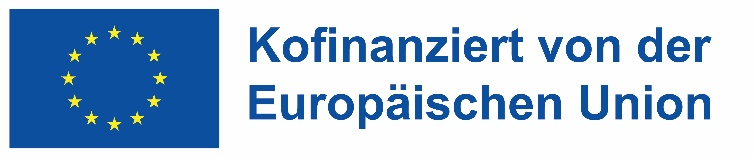 Kofinanziert von der
Europäischen Union